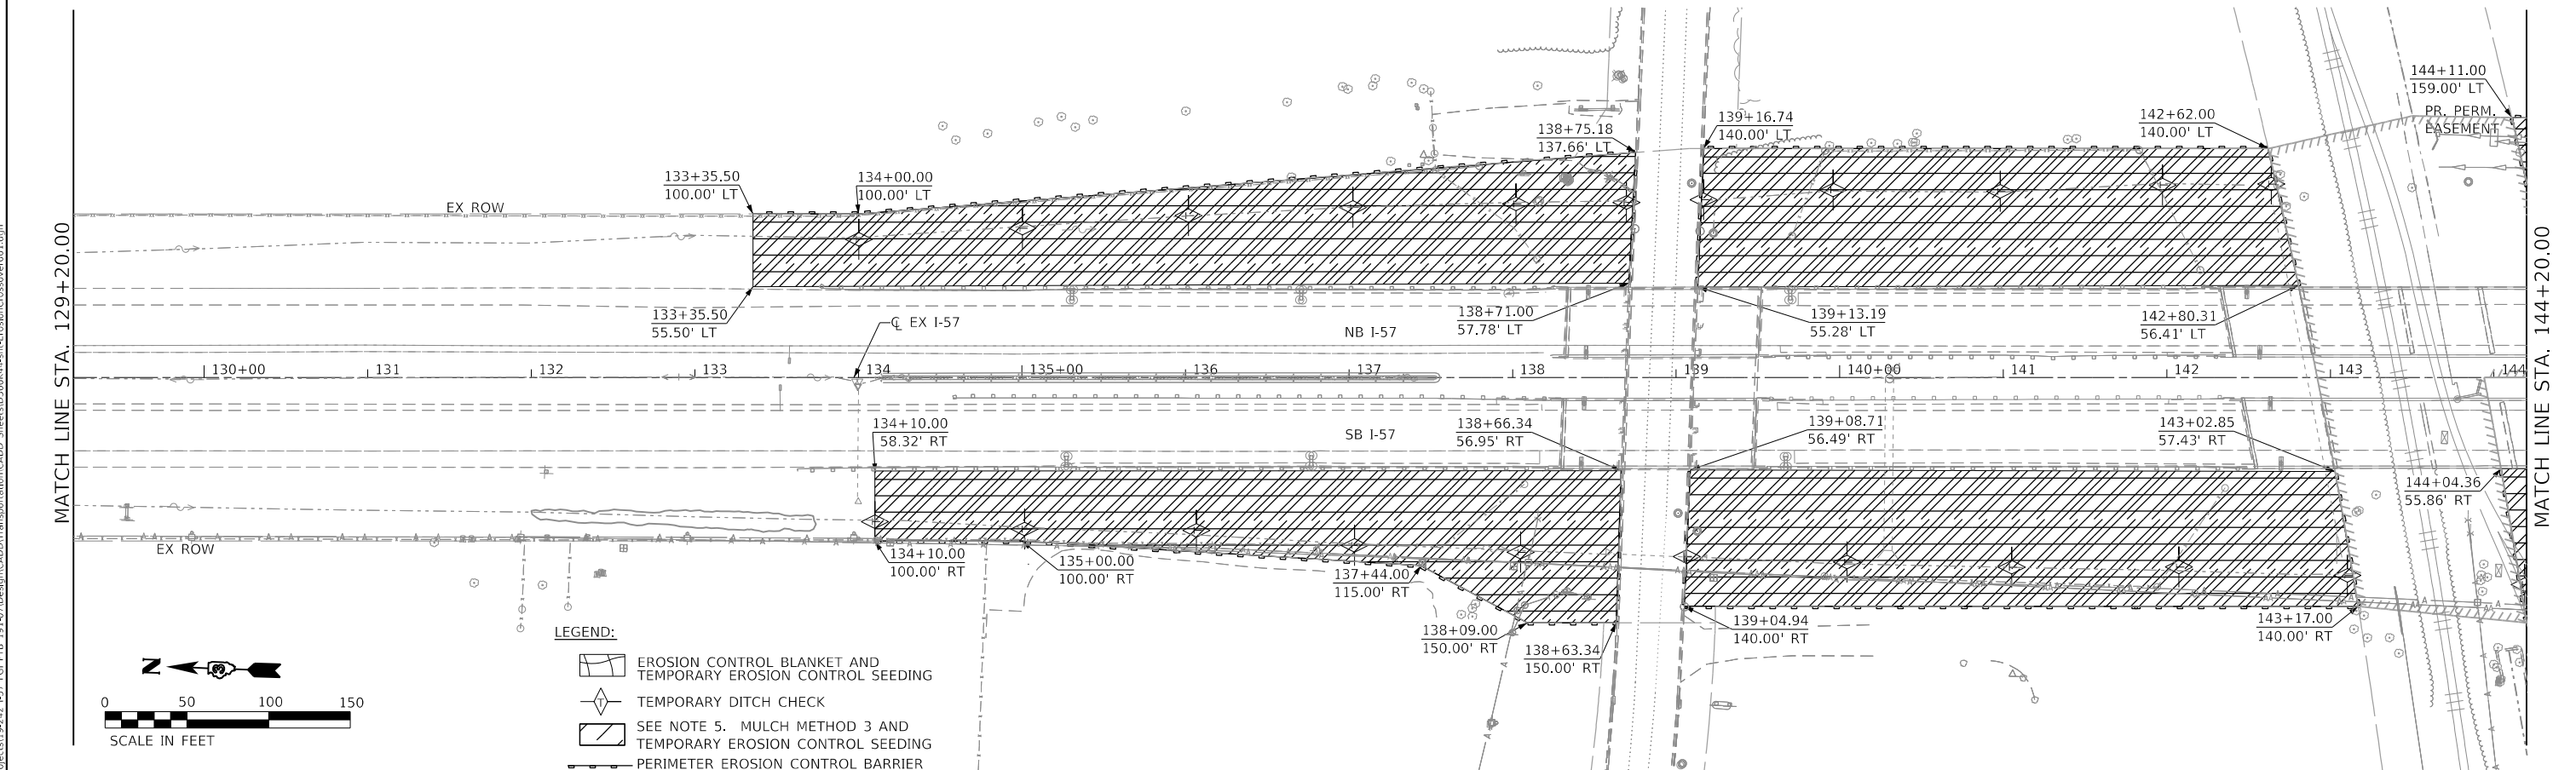 MATCH LINE STA. 129+20.00
144+11.00
159.00' LT
PR. PERM.
EASEMENT
138+75.18
137.66' LT
139+16.74
140.00' LT
142+62.00
140.00' LT
133+35.50
100.00' LT
134+00.00
100.00' LT
EX ROW
133+35.50
55.50' LT
CL EX I-57
138+71.00
57.78' LT
NB I-57
139+13.19
55.28' LT
142+80.31
56.41' LT
130+00
131
132
133
134
135+00
136
137
138
139
140+00
141
142
143
144
134+10.00
58.32' RT
SB I-57
138+66.34
56.95' RT
139+08.71
56.49' RT
143+02.85
57.43' RT
144+04.36
55.86' RT
EX ROW
134+10.00
100.00' RT
135+00.00
100.00' RT
137+44.00
115.00' RT
138+09.00
150.00' RT
138+63.34
150.00' RT
139+04.94
140.00' RT
143+17.00
140.00' RT
MATCH LINE STA. 144+20.00
N
0 50 100 150
SCALE IN FEET
LEGEND:
EROSION CONTROL BLANKET AND
TEMPORARY EROSION CONTROL SEEDING
T
TEMPORARY DITCH CHECK
SEE NOTE 5. MULCH METHOD 3 AND
TEMPORARY EROSION CONTROL SEEDING
PERIMETER EROSION CONTROL BARRIER